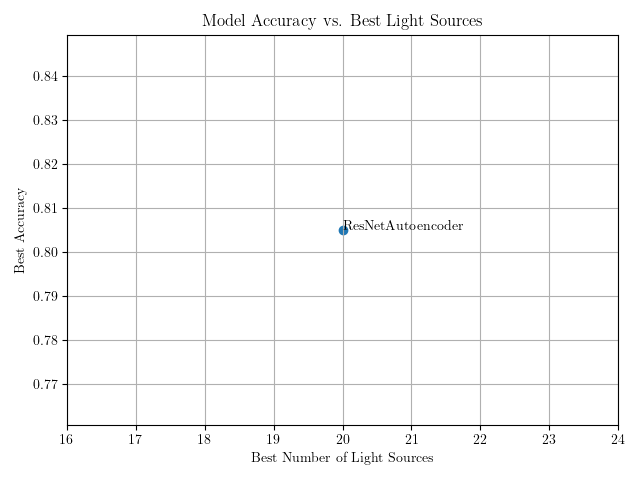 Model Accuracy vs. Best Light Sources
Best Accuracy
0.84
0.83
0.82
0.81
0.80
0.79
0.78
0.77
ResNetAutoencoder
16 17 18 19 20 21 22 23 24
Best Number of Light Sources